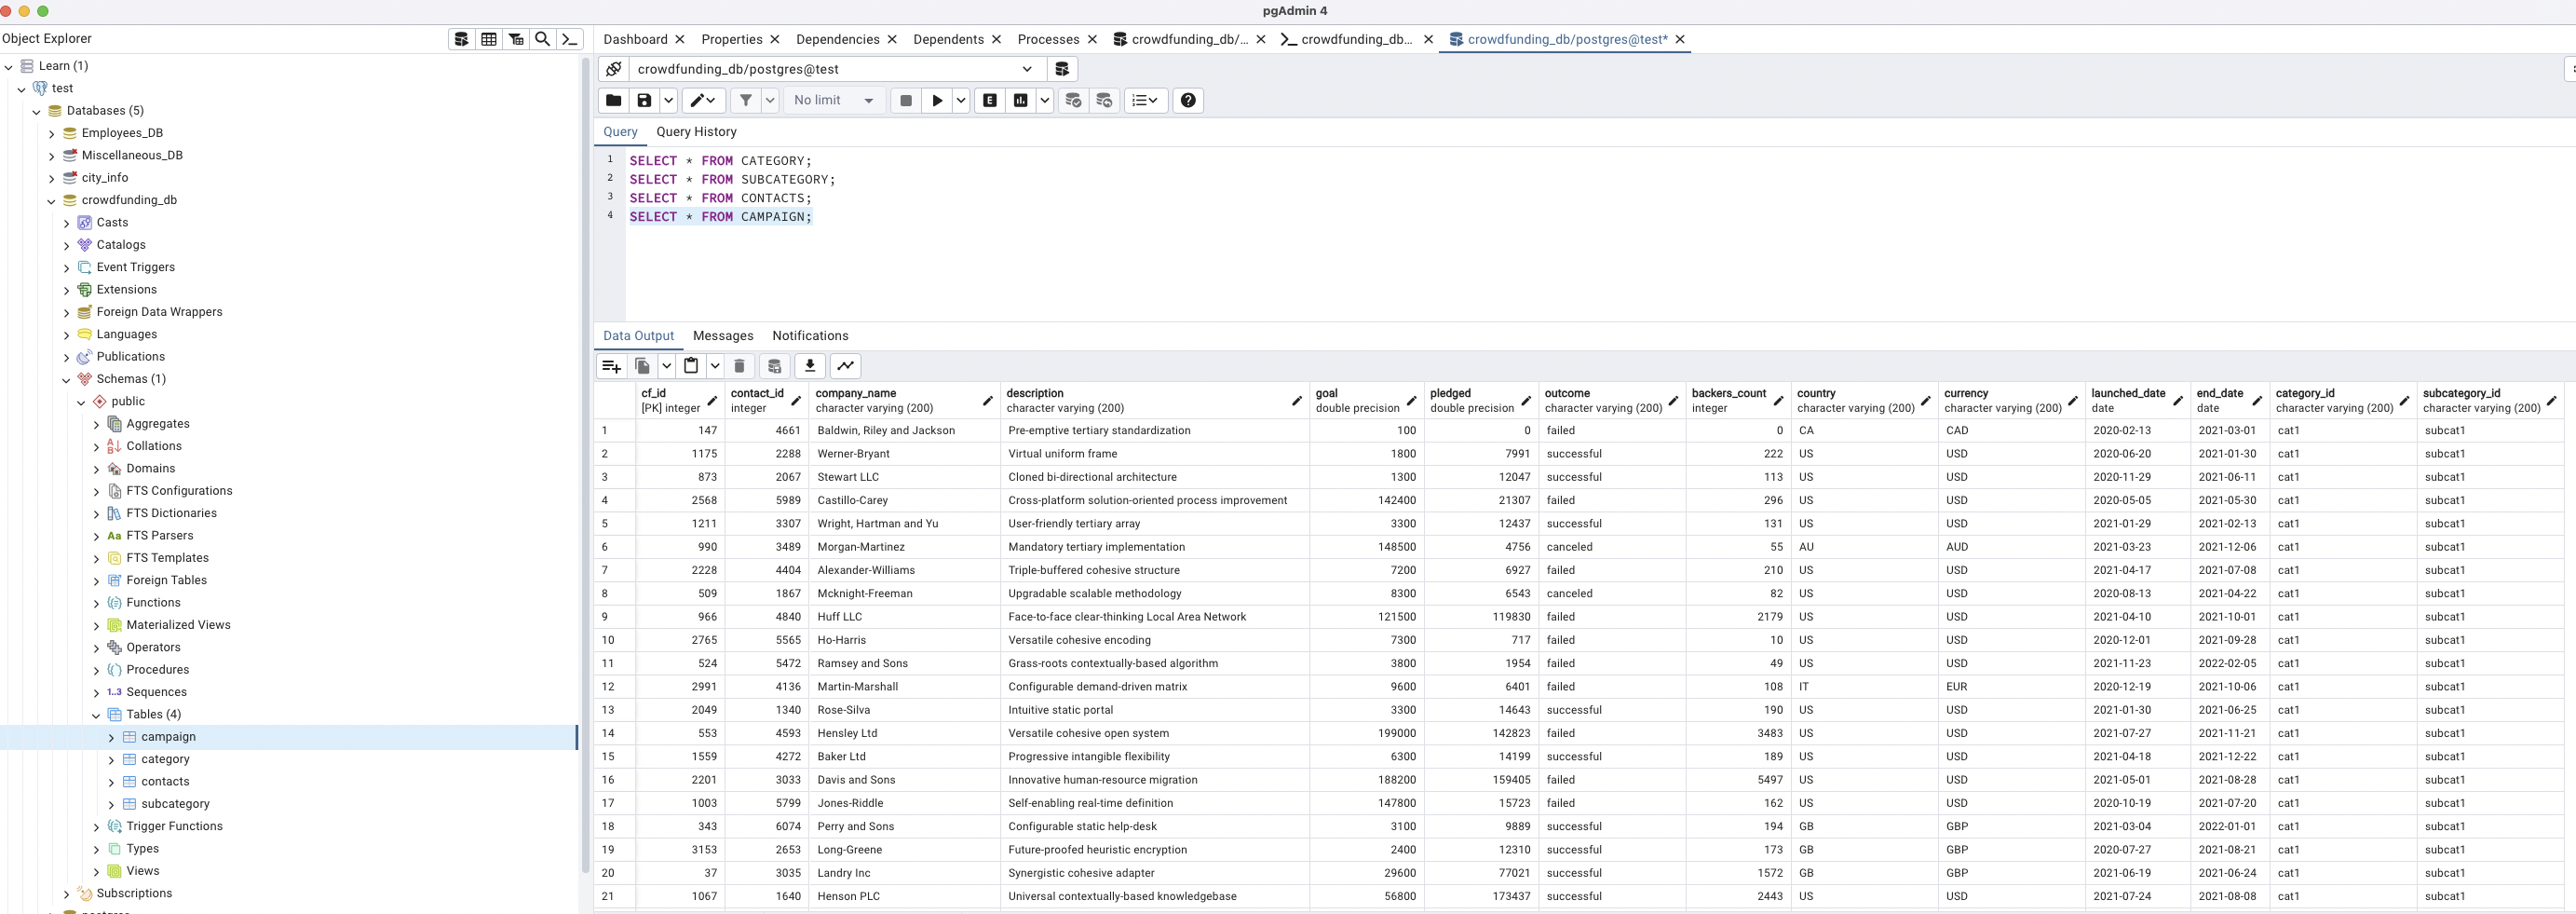 pgAdmin 4
Object Explorer
Learn (1)
test
Databases (5)
Employees_DB
Miscellaneous_DB
city_info
crowdfunding_db
Casts
Catalogs
Event Triggers
Extensions
Foreign Data Wrappers
Languages
Publications
Schemas (1)
public
Aggregates
Collations
Domains
FTS Configurations
FTS Dictionaries
FTS Parsers
FTS Templates
Foreign Tables
Functions
Materialized Views
Operators
Procedures
1..3 Sequences
Tables (4)
campaign
category
contacts
subcategory
Trigger Functions
Types
Views
Subscriptions
Dashboard Properties Dependencies Dependents Processes crowdfunding_db/... crowdfunding_db... crowdfunding_db/postgres@test*
crowdfunding_db/postgres@test
No limit
Query Query History
1 SELECT * FROM CATEGORY;
2 SELECT * FROM SUBCATEGORY;
3 SELECT * FROM CONTACTS;
4 SELECT * FROM CAMPAIGN;
Data Output Messages Notifications
cf_id contact_id company_name description goal pledged outcome backers_count country currency launched_date end_date category_id subcategory_id
[PK] integer integer character varying (200) character varying (200) double precision double precision character varying (200) integer character varying (200) character varying (200) date date character varying (200) character varying (200)
1 147 4661 Baldwin, Riley and Jackson Pre-emptive tertiary standardization 100 0 failed 0 CA CAD 2020-02-13 2021-03-01 cat1 subcat1
2 1175 2288 Werner-Bryant Virtual uniform frame 1800 7991 successful 222 US USD 2020-06-20 2021-01-30 cat1 subcat1
3 873 2067 Stewart LLC Cloned bi-directional architecture 1300 12047 successful 113 US USD 2020-11-29 2021-06-11 cat1 subcat1
4 2568 5989 Castillo-Carey Cross-platform solution-oriented process improvement 142400 21307 failed 296 US USD 2020-05-05 2021-05-30 cat1 subcat1
5 1211 3307 Wright, Hartman and Yu User-friendly tertiary array 3300 12437 successful 131 US USD 2021-01-29 2021-02-13 cat1 subcat1
6 990 3489 Morgan-Martinez Mandatory tertiary implementation 148500 4756 canceled 55 AU AUD 2021-03-23 2021-12-06 cat1 subcat1
7 2228 4404 Alexander-Williams Triple-buffered cohesive structure 7200 6927 failed 210 US USD 2021-04-17 2021-07-08 cat1 subcat1
8 509 1867 Mcknight-Freeman Upgradable scalable methodology 8300 6543 canceled 82 US USD 2020-08-13 2021-04-22 cat1 subcat1
9 966 4840 Huff LLC Face-to-face clear-thinking Local Area Network 121500 119830 failed 2179 US USD 2021-04-10 2021-10-01 cat1 subcat1
10 2765 5565 Ho-Harris Versatile cohesive encoding 7300 717 failed 10 US USD 2020-12-01 2021-09-28 cat1 subcat1
11 524 5472 Ramsey and Sons Grass-roots contextually-based algorithm 3800 1954 failed 49 US USD 2021-11-23 2022-02-05 cat1 subcat1
12 2991 4136 Martin-Marshall Configurable demand-driven matrix 9600 6401 failed 108 IT EUR 2020-12-19 2021-10-06 cat1 subcat1
13 2049 1340 Rose-Silva Intuitive static portal 3300 14643 successful 190 US USD 2021-01-30 2021-06-25 cat1 subcat1
14 553 4593 Hensley Ltd Versatile cohesive open system 199000 142823 failed 3483 US USD 2021-07-27 2021-11-21 cat1 subcat1
15 1559 4272 Baker Ltd Progressive intangible flexibility 6300 14199 successful 189 US USD 2021-04-18 2021-12-22 cat1 subcat1
16 2201 3033 Davis and Sons Innovative human-resource migration 188200 159405 failed 5497 US USD 2021-05-01 2021-08-28 cat1 subcat1
17 1003 5799 Jones-Riddle Self-enabling real-time definition 147800 15723 failed 162 US USD 2020-10-19 2021-07-20 cat1 subcat1
18 343 6074 Perry and Sons Configurable static help-desk 3100 9889 successful 194 GB GBP 2021-03-04 2022-01-01 cat1 subcat1
19 3153 2653 Long-Greene Future-proofed heuristic encryption 2400 12310 successful 173 GB GBP 2020-07-27 2021-08-21 cat1 subcat1
20 37 3035 Landry Inc Synergistic cohesive adapter 29600 77021 successful 1572 GB GBP 2021-06-19 2021-06-24 cat1 subcat1
21 1067 1640 Henson PLC Universal contextually-based knowledgebase 56800 173437 successful 2443 US USD 2021-07-24 2021-08-08 cat1 subcat1